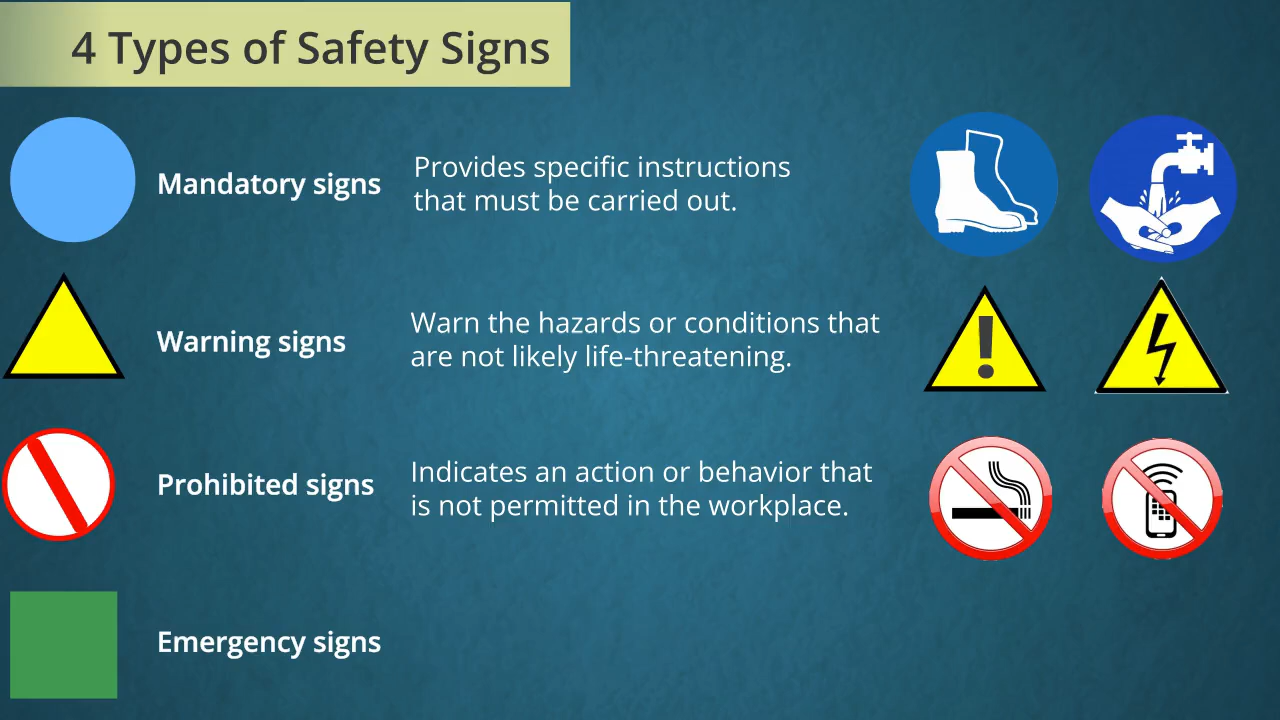 4 Types of Safety Signs
Mandatory signs
Provides specific instructions
that must be carried out.
Warning signs
Warn the hazards or conditions that
are not likely life-threatening.
Prohibited signs
Indicates an action or behavior that
is not permitted in the workplace.
Emergency signs